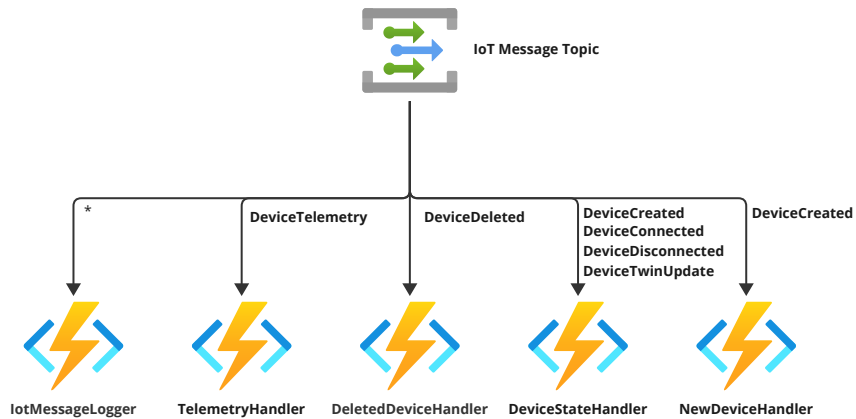 IoT Message Topic
*
DeviceTelemetry
DeviceDeleted
DeviceCreated
DeviceConnected
DeviceDisconnected
DeviceTwinUpdate
DeviceCreated
IotMessageLogger
TelemetryHandler
DeletedDeviceHandler
DeviceStateHandler
NewDeviceHandler